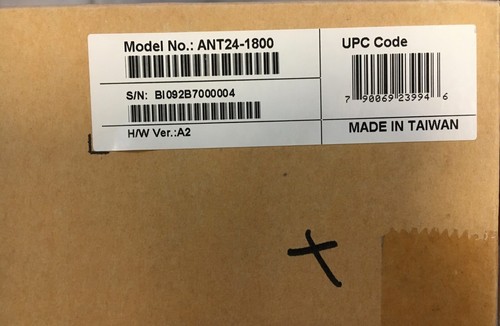 Model No.: ANT24-1800
S/N: BI092B7000004
H/W Ver.:A2
UPC Code
7 90069 23994 6
MADE IN TAIWAN